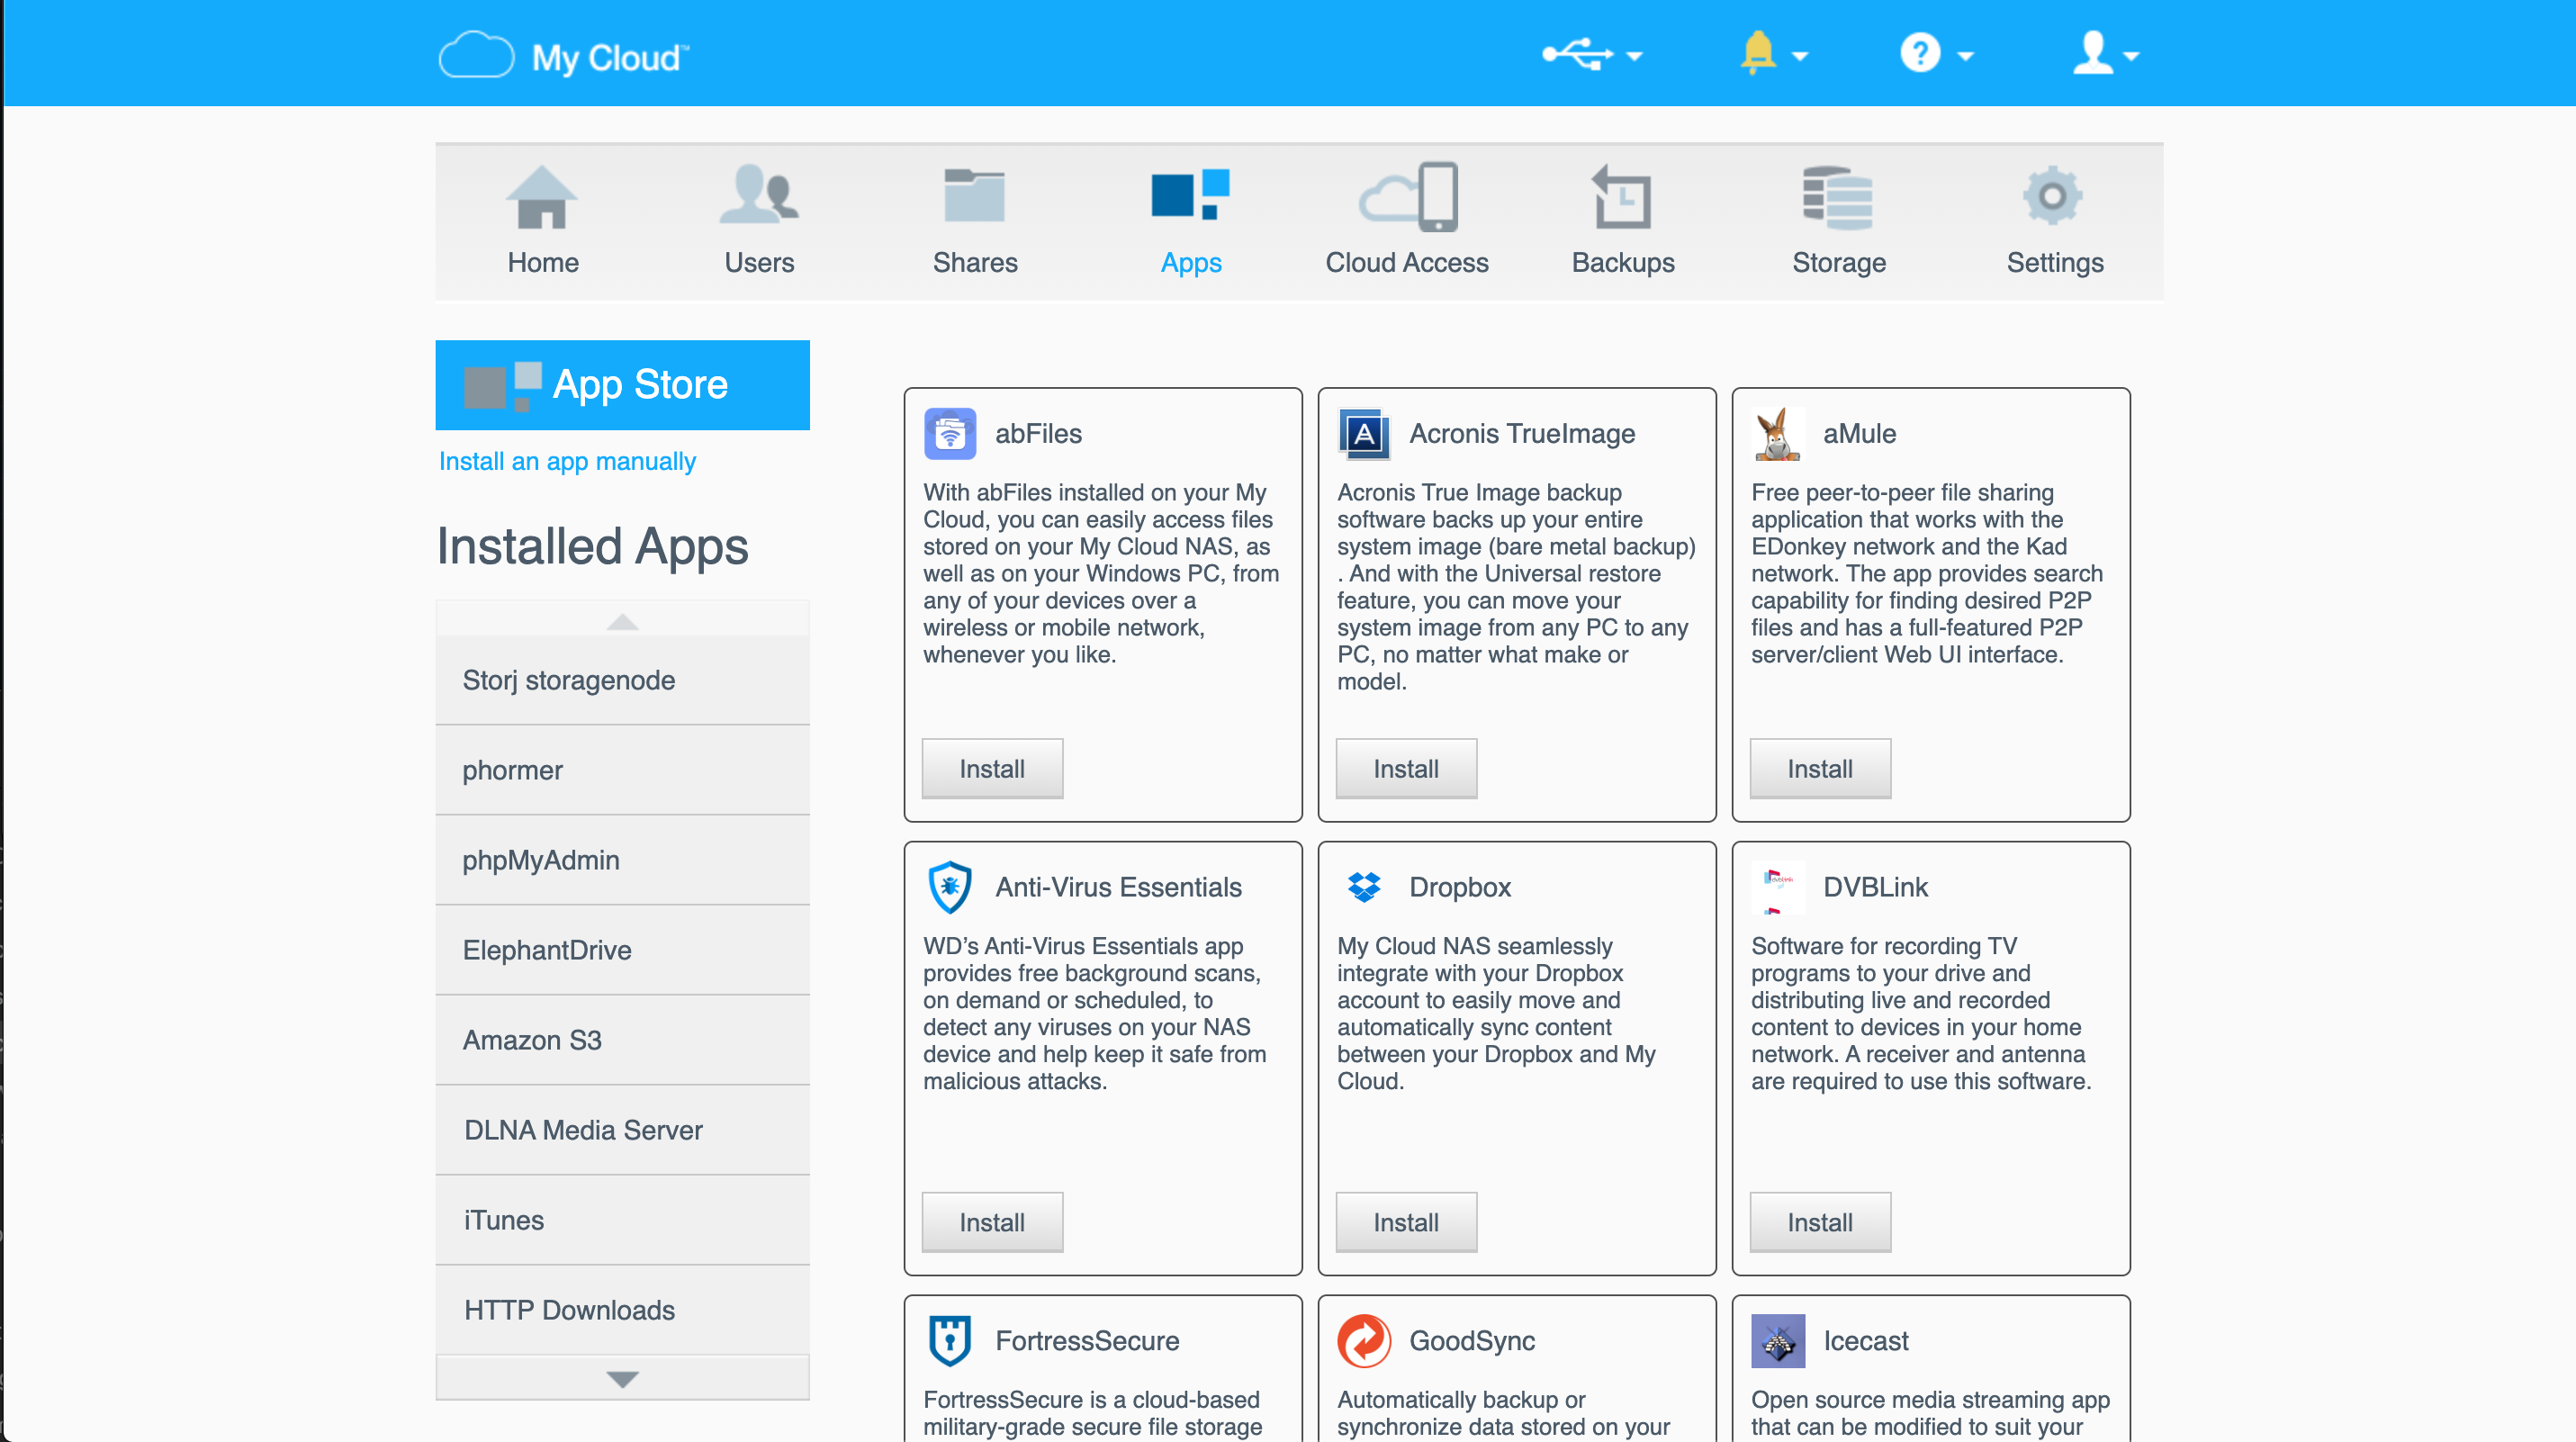 My Cloud™
Home
Users
Shares
Apps
Cloud Access
Backups
Storage
Settings
App Store
Install an app manually
Installed Apps
Storj storagenode
phormer
phpMyAdmin
ElephantDrive
Amazon S3
DLNA Media Server
iTunes
HTTP Downloads
abFiles
With abFiles installed on your My
Cloud, you can easily access files
stored on your My Cloud NAS, as
well as on your Windows PC, from
any of your devices over a
wireless or mobile network,
whenever you like.
Install
Acronis TrueImage
Acronis True Image backup
software backs up your entire
system image (bare metal backup)
. And with the Universal restore
feature, you can move your
system image from any PC to any
PC, no matter what make or
model.
Install
aMule
Free peer-to-peer file sharing
application that works with the
EDonkey network and the Kad
network. The app provides search
capability for finding desired P2P
files and has a full-featured P2P
server/client Web UI interface.
Install
Anti-Virus Essentials
WD’s Anti-Virus Essentials app
provides free background scans,
on demand or scheduled, to
detect any viruses on your NAS
device and help keep it safe from
malicious attacks.
Install
Dropbox
My Cloud NAS seamlessly
integrate with your Dropbox
account to easily move and
automatically sync content
between your Dropbox and My
Cloud.
Install
DVBLink
Software for recording TV
programs to your drive and
distributing live and recorded
content to devices in your home
network. A receiver and antenna
are required to use this software.
Install
FortressSecure
FortressSecure is a cloud-based
military-grade secure file storage
GoodSync
Automatically backup or
synchronize data stored on your
Icecast
Open source media streaming app
that can be modified to suit your